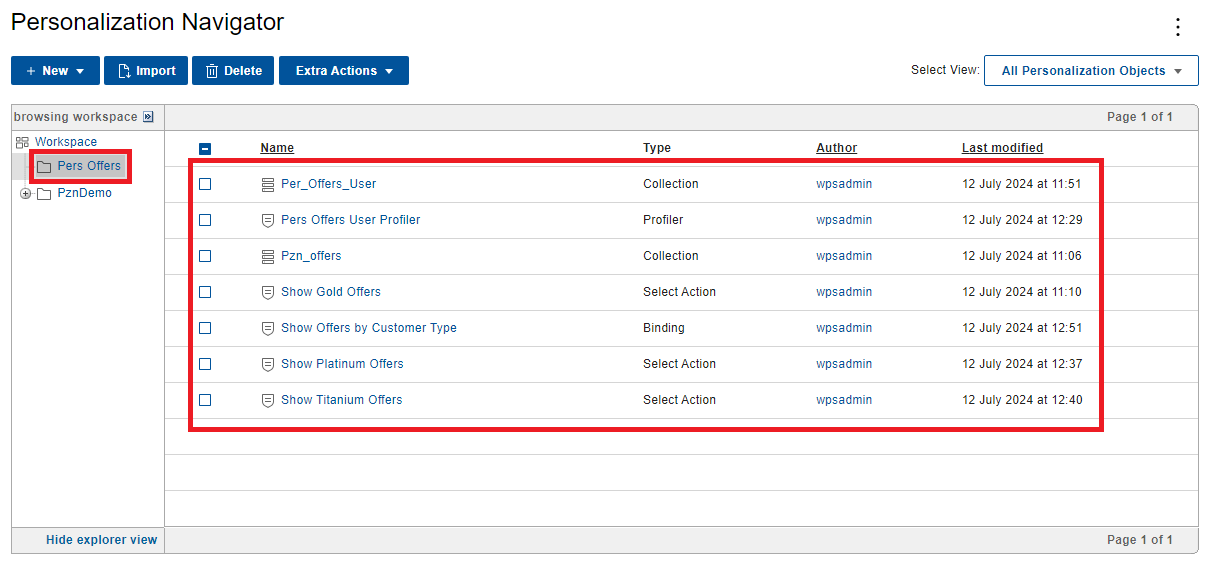 Personalization Navigator
New Import Delete Extra Actions Select View: All Personalization Objects
browsing workspace Page 1 of 1
Workspace
Pers Offers
PznDemo
Name Type Author Last modified
Per_Offers_User Collection wpsadmin 12 July 2024 at 11:51
Pers Offers User Profiler Profiler wpsadmin 12 July 2024 at 12:29
Pzn_offers Collection wpsadmin 12 July 2024 at 11:06
Show Gold Offers Select Action wpsadmin 12 July 2024 at 11:10
Show Offers by Customer Type Binding wpsadmin 12 July 2024 at 12:51
Show Platinum Offers Select Action wpsadmin 12 July 2024 at 12:37
Show Titanium Offers Select Action wpsadmin 12 July 2024 at 12:40
Hide explorer view Page 1 of 1